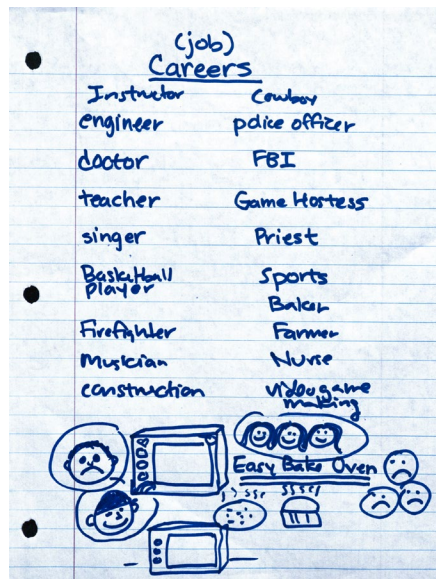 (job)
Careers
Instructor Cowboy
engineer police officer
doctor FBI
teacher Game Hostess
singer Priest
Basketball Sports
player
Baker
Firefighter Farmer
Musician Nurse
construction videogame
making
Easy Bake Oven